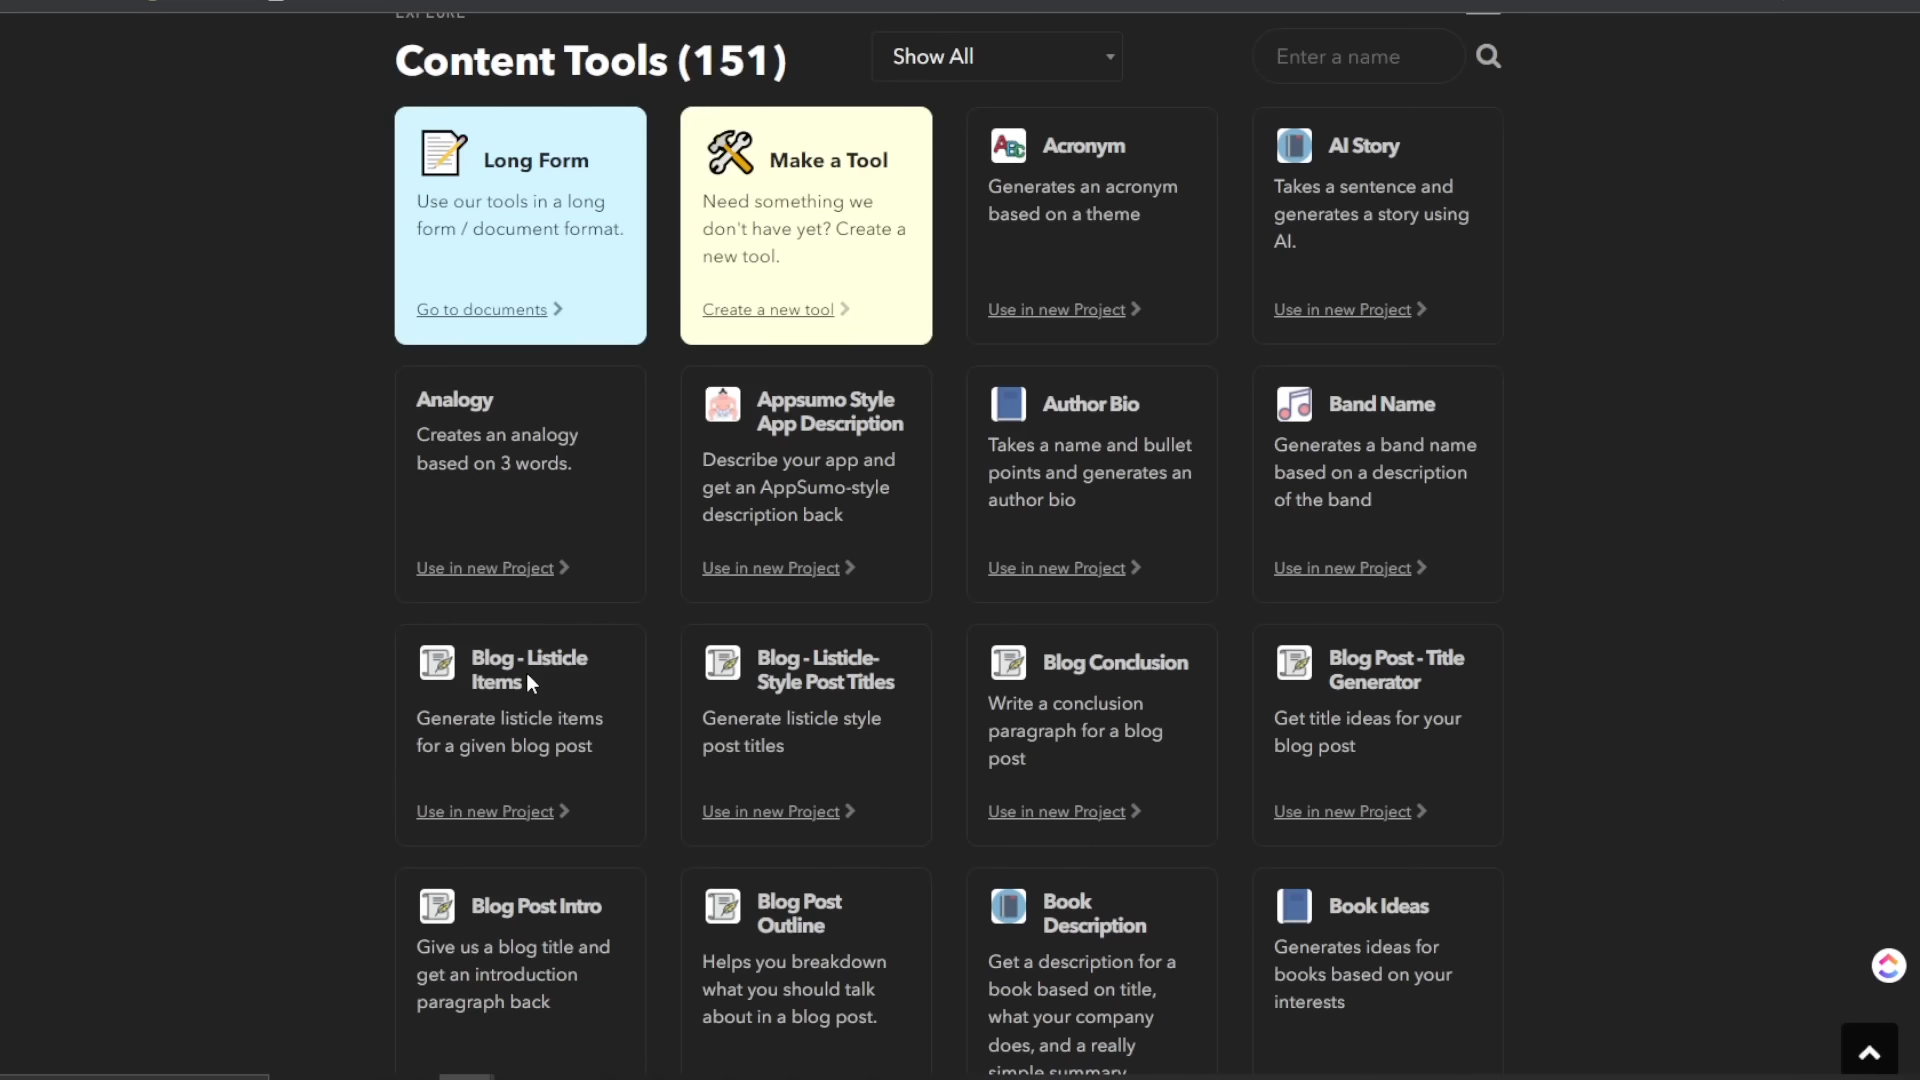 EXPLORE
Content Tools (151)
Show All
Enter a name
Long Form
Use our tools in a long
form / document format.
Go to documents
Make a Tool
Need something we
don't have yet? Create a
new tool.
Create a new tool
ABC
Acronym
Generates an acronym
based on a theme
Use in new Project
AI Story
Takes a sentence and
generates a story using
AI.
Use in new Project
Analogy
Creates an analogy
based on 3 words.
Use in new Project
Appsumo Style
App Description
Describe your app and
get an AppSumo-style
description back
Use in new Project
Author Bio
Takes a name and bullet
points and generates an
author bio
Use in new Project
Band Name
Generates a band name
based on a description
of the band
Use in new Project
Blog - Listicle
Items
Generate listicle items
for a given blog post
Use in new Project
Blog - Listicle-
Style Post Titles
Generate listicle style
post titles
Use in new Project
Blog Conclusion
Write a conclusion
paragraph for a blog
post
Use in new Project
Blog Post - Title
Generator
Get title ideas for your
blog post
Use in new Project
Blog Post Intro
Give us a blog title and
get an introduction
paragraph back
Blog Post
Outline
Helps you breakdown
what you should talk
about in a blog post.
Book
Description
Get a description for a
book based on title,
what your company
does, and a really
simple summary
Book Ideas
Generates ideas for
books based on your
interests